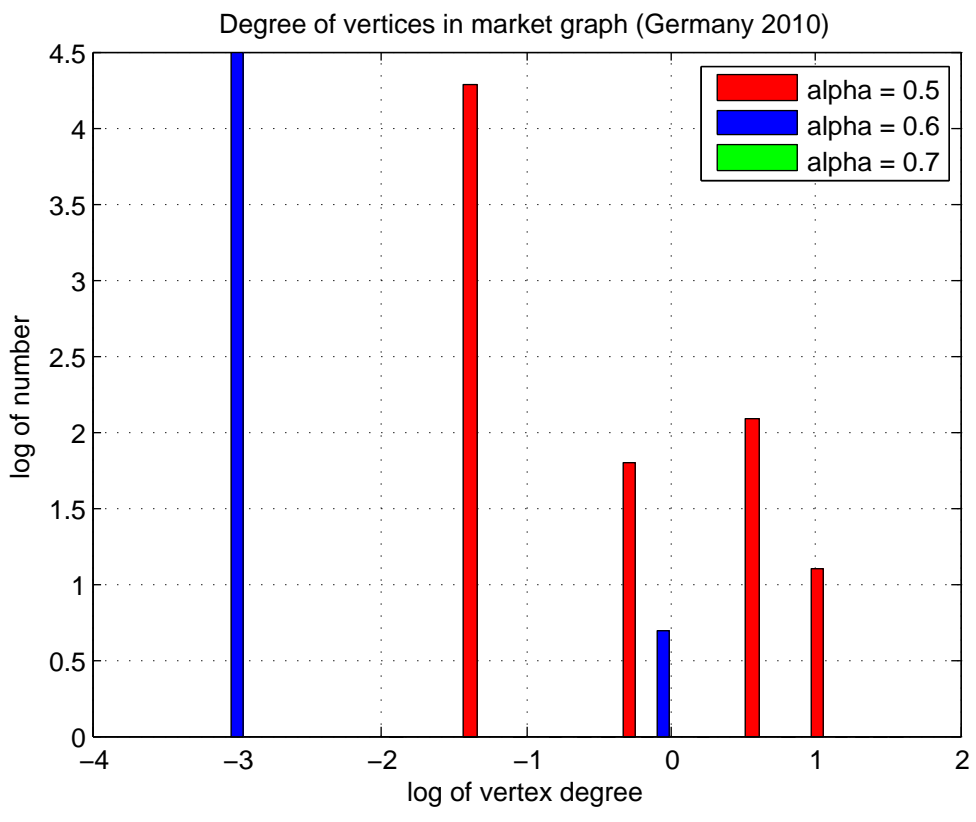 Degree of vertices in market graph (Germany 2010)
alpha = 0.5
alpha = 0.6
alpha = 0.7
4.5
4
3.5
3
2.5
2
1.5
1
0.5
0
log of number
−4
−3
−2
−1
0
1
2
log of vertex degree